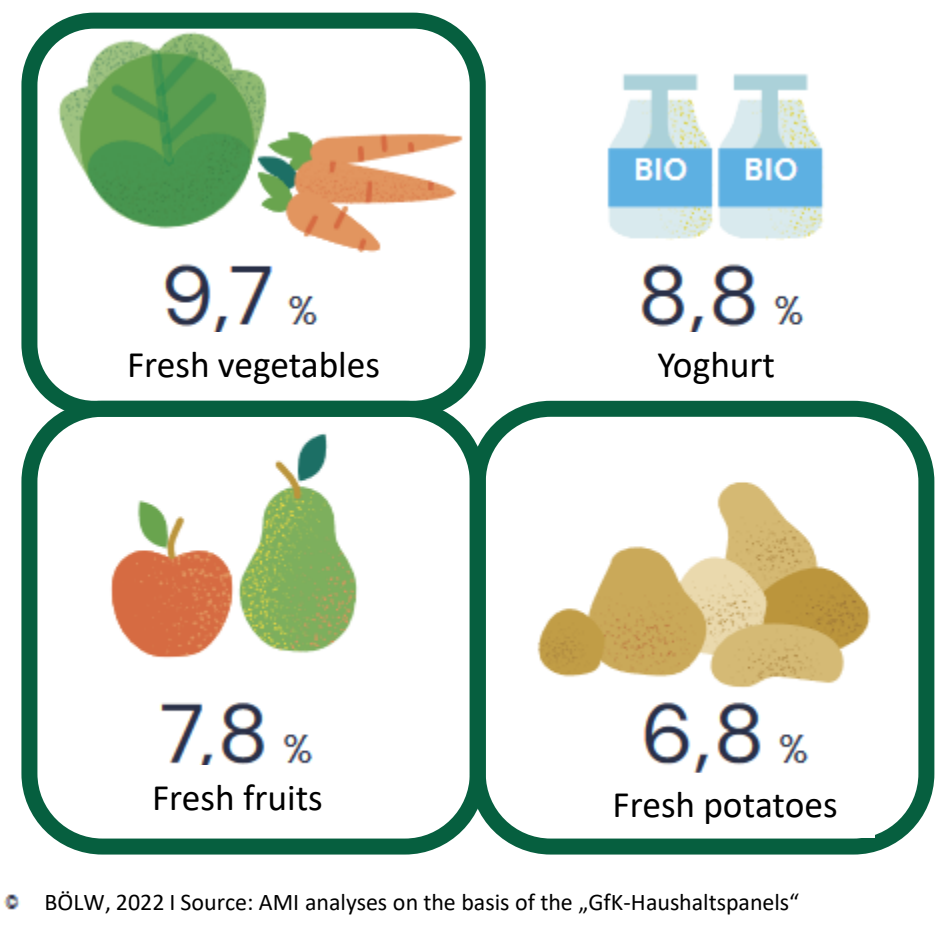 BIO BIO
9,7 %
Fresh vegetables
8,8 %
Yoghurt
7,8 %
Fresh fruits
6,8 %
Fresh potatoes
© BÖLW, 2022 I Source: AMI analyses on the basis of the „GfK-Haushaltspanels“